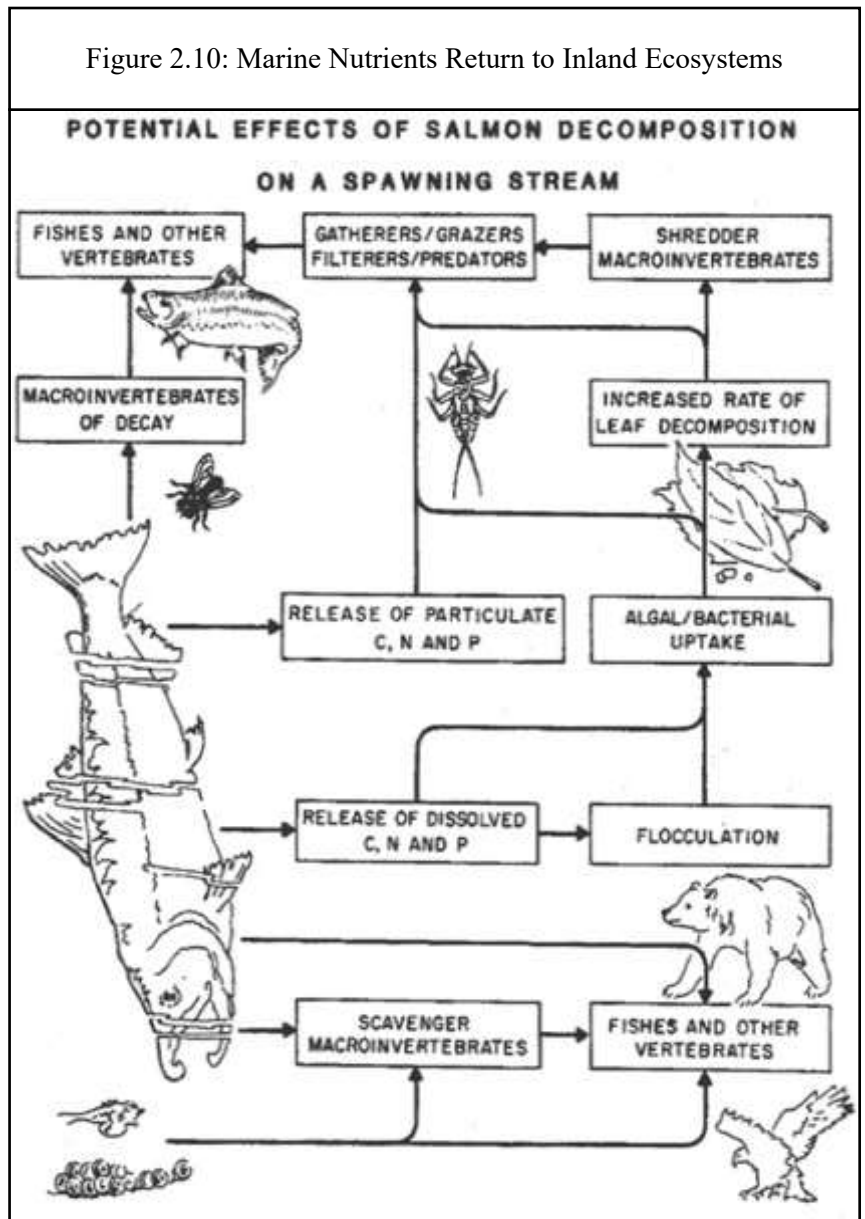 Figure 2.10: Marine Nutrients Return to Inland Ecosystems
POTENTIAL EFFECTS OF SALMON DECOMPOSITION
ON A SPAWNING STREAM
FISHES AND OTHER
VERTEBRATES
GATHERERS/GRAZERS
FILTERERS/PREDATORS
SHREDDER
MACROINVERTEBRATES
MACROINVERTEBRATES
OF DECAY
INCREASED RATE OF
LEAF DECOMPOSITION
RELEASE OF PARTICULATE
C, N AND P
ALGAL/BACTERIAL
UPTAKE
RELEASE OF DISSOLVED
C, N AND P
FLOCCULATION
SCAVENGER
MACROINVERTEBRATES
FISHES AND OTHER
VERTEBRATES